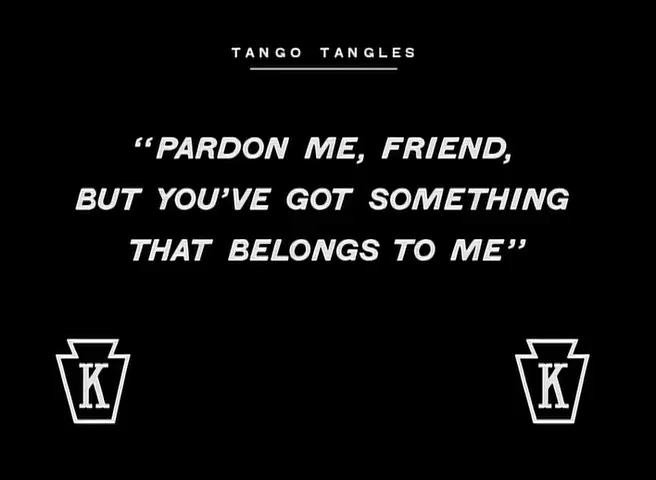 TANGO TANGLES
“PARDON ME, FRIEND,
BUT YOU’VE GOT SOMETHING
THAT BELONGS TO ME”
K K